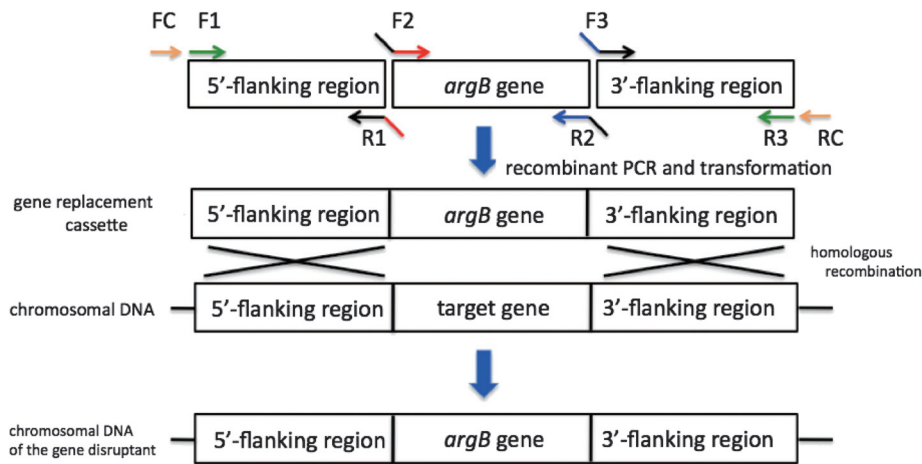 FC F1 F2 F3
5’-flanking region argB gene 3’-flanking region
R1 R2 R3 RC
recombinant PCR and transformation
gene replacement
cassette
5’-flanking region argB gene 3’-flanking region
homologous
recombination
chromosomal DNA
5’-flanking region target gene 3’-flanking region
chromosomal DNA
of the gene disruptant
5’-flanking region argB gene 3’-flanking region